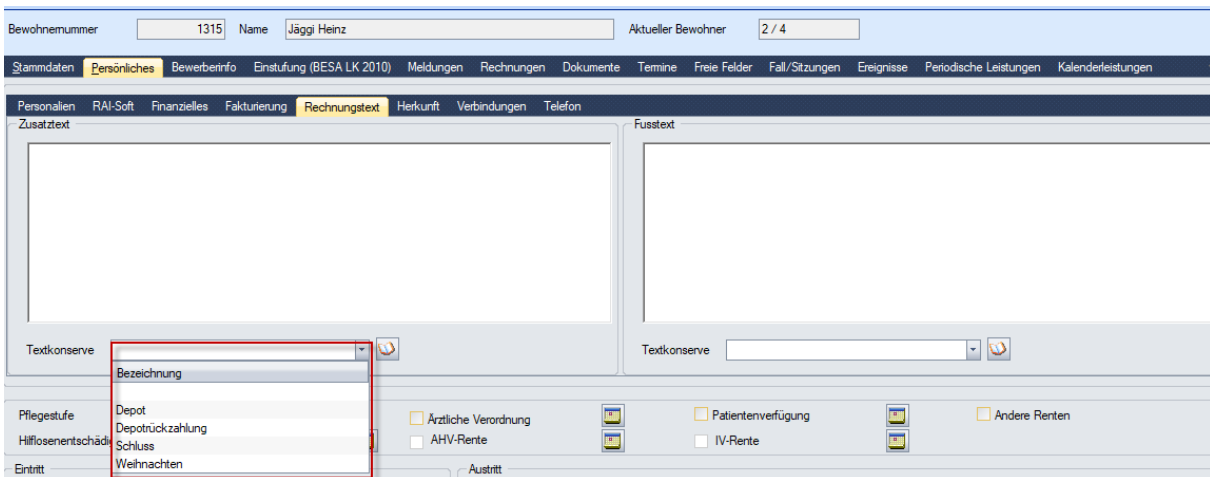 Bewohnernummer 1315 Name Jäggi Heinz Aktueller Bewohner 2 / 4
Stammdaten Persönliches Bewerberinfo Einstufung (BESA LK 2010) Meldungen Rechnungen Dokumente Termine Freie Felder Fall/Sitzungen Ereignisse Periodische Leistungen Kalenderleistungen
Personalien RAI-Soft Finanzielles Fakturierung Rechnungstext Herkunft Verbindungen Telefon
Zusatztext Fusstext
Textkonserve Textkonserve
Bezeichnung
Depot
Depotrückzahlung
Schluss
Weihnachten
Pflegestufe Ärztliche Verordnung Patientenverfügung Andere Renten
AHV-Rente IV-Rente
Eintritt Austritt